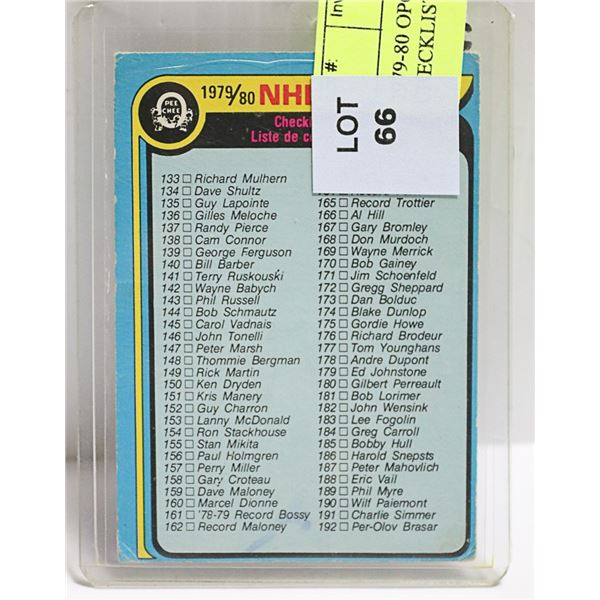 Inv
#:
79-80 OPC
CHECKLIST
LOT
66
PEE
CHEE
1979/80 NHL
Checkl
Liste de c
133 Richard Mulhern
134 Dave Shultz
135 Guy Lapointe
136 Gilles Meloche
137 Randy Pierce
138 Cam Connor
139 George Ferguson
140 Bill Barber
141 Terry Ruskouski
142 Wayne Babych
143 Phil Russell
144 Bob Schmautz
145 Carol Vadnais
146 John Tonelli
147 Peter Marsh
148 Thommie Bergman
149 Rick Martin
150 Ken Dryden
151 Kris Manery
152 Guy Charron
153 Lanny McDonald
154 Ron Stackhouse
155 Stan Mikita
156 Paul Holmgren
157 Perry Miller
158 Gary Croteau
159 Dave Maloney
160 Marcel Dionne
161 '78-79 Record Bossy
162 Record Maloney
165 Record Trottier
166 Al Hill
167 Gary Bromley
168 Don Murdoch
169 Wayne Merrick
170 Bob Gainey
171 Jim Schoenfeld
172 Gregg Sheppard
173 Dan Bolduc
174 Blake Dunlop
175 Gordie Howe
176 Richard Brodeur
177 Tom Younghans
178 Andre Dupont
179 Ed Johnstone
180 Gilbert Perreault
181 Bob Lorimer
182 John Wensink
183 Lee Fogolin
184 Greg Carroll
185 Bobby Hull
186 Harold Snepsts
187 Peter Mahovlich
188 Eric Vail
189 Phil Myre
190 Wilf Paiemont
191 Charlie Simmer
192 Per-Olov Brasar